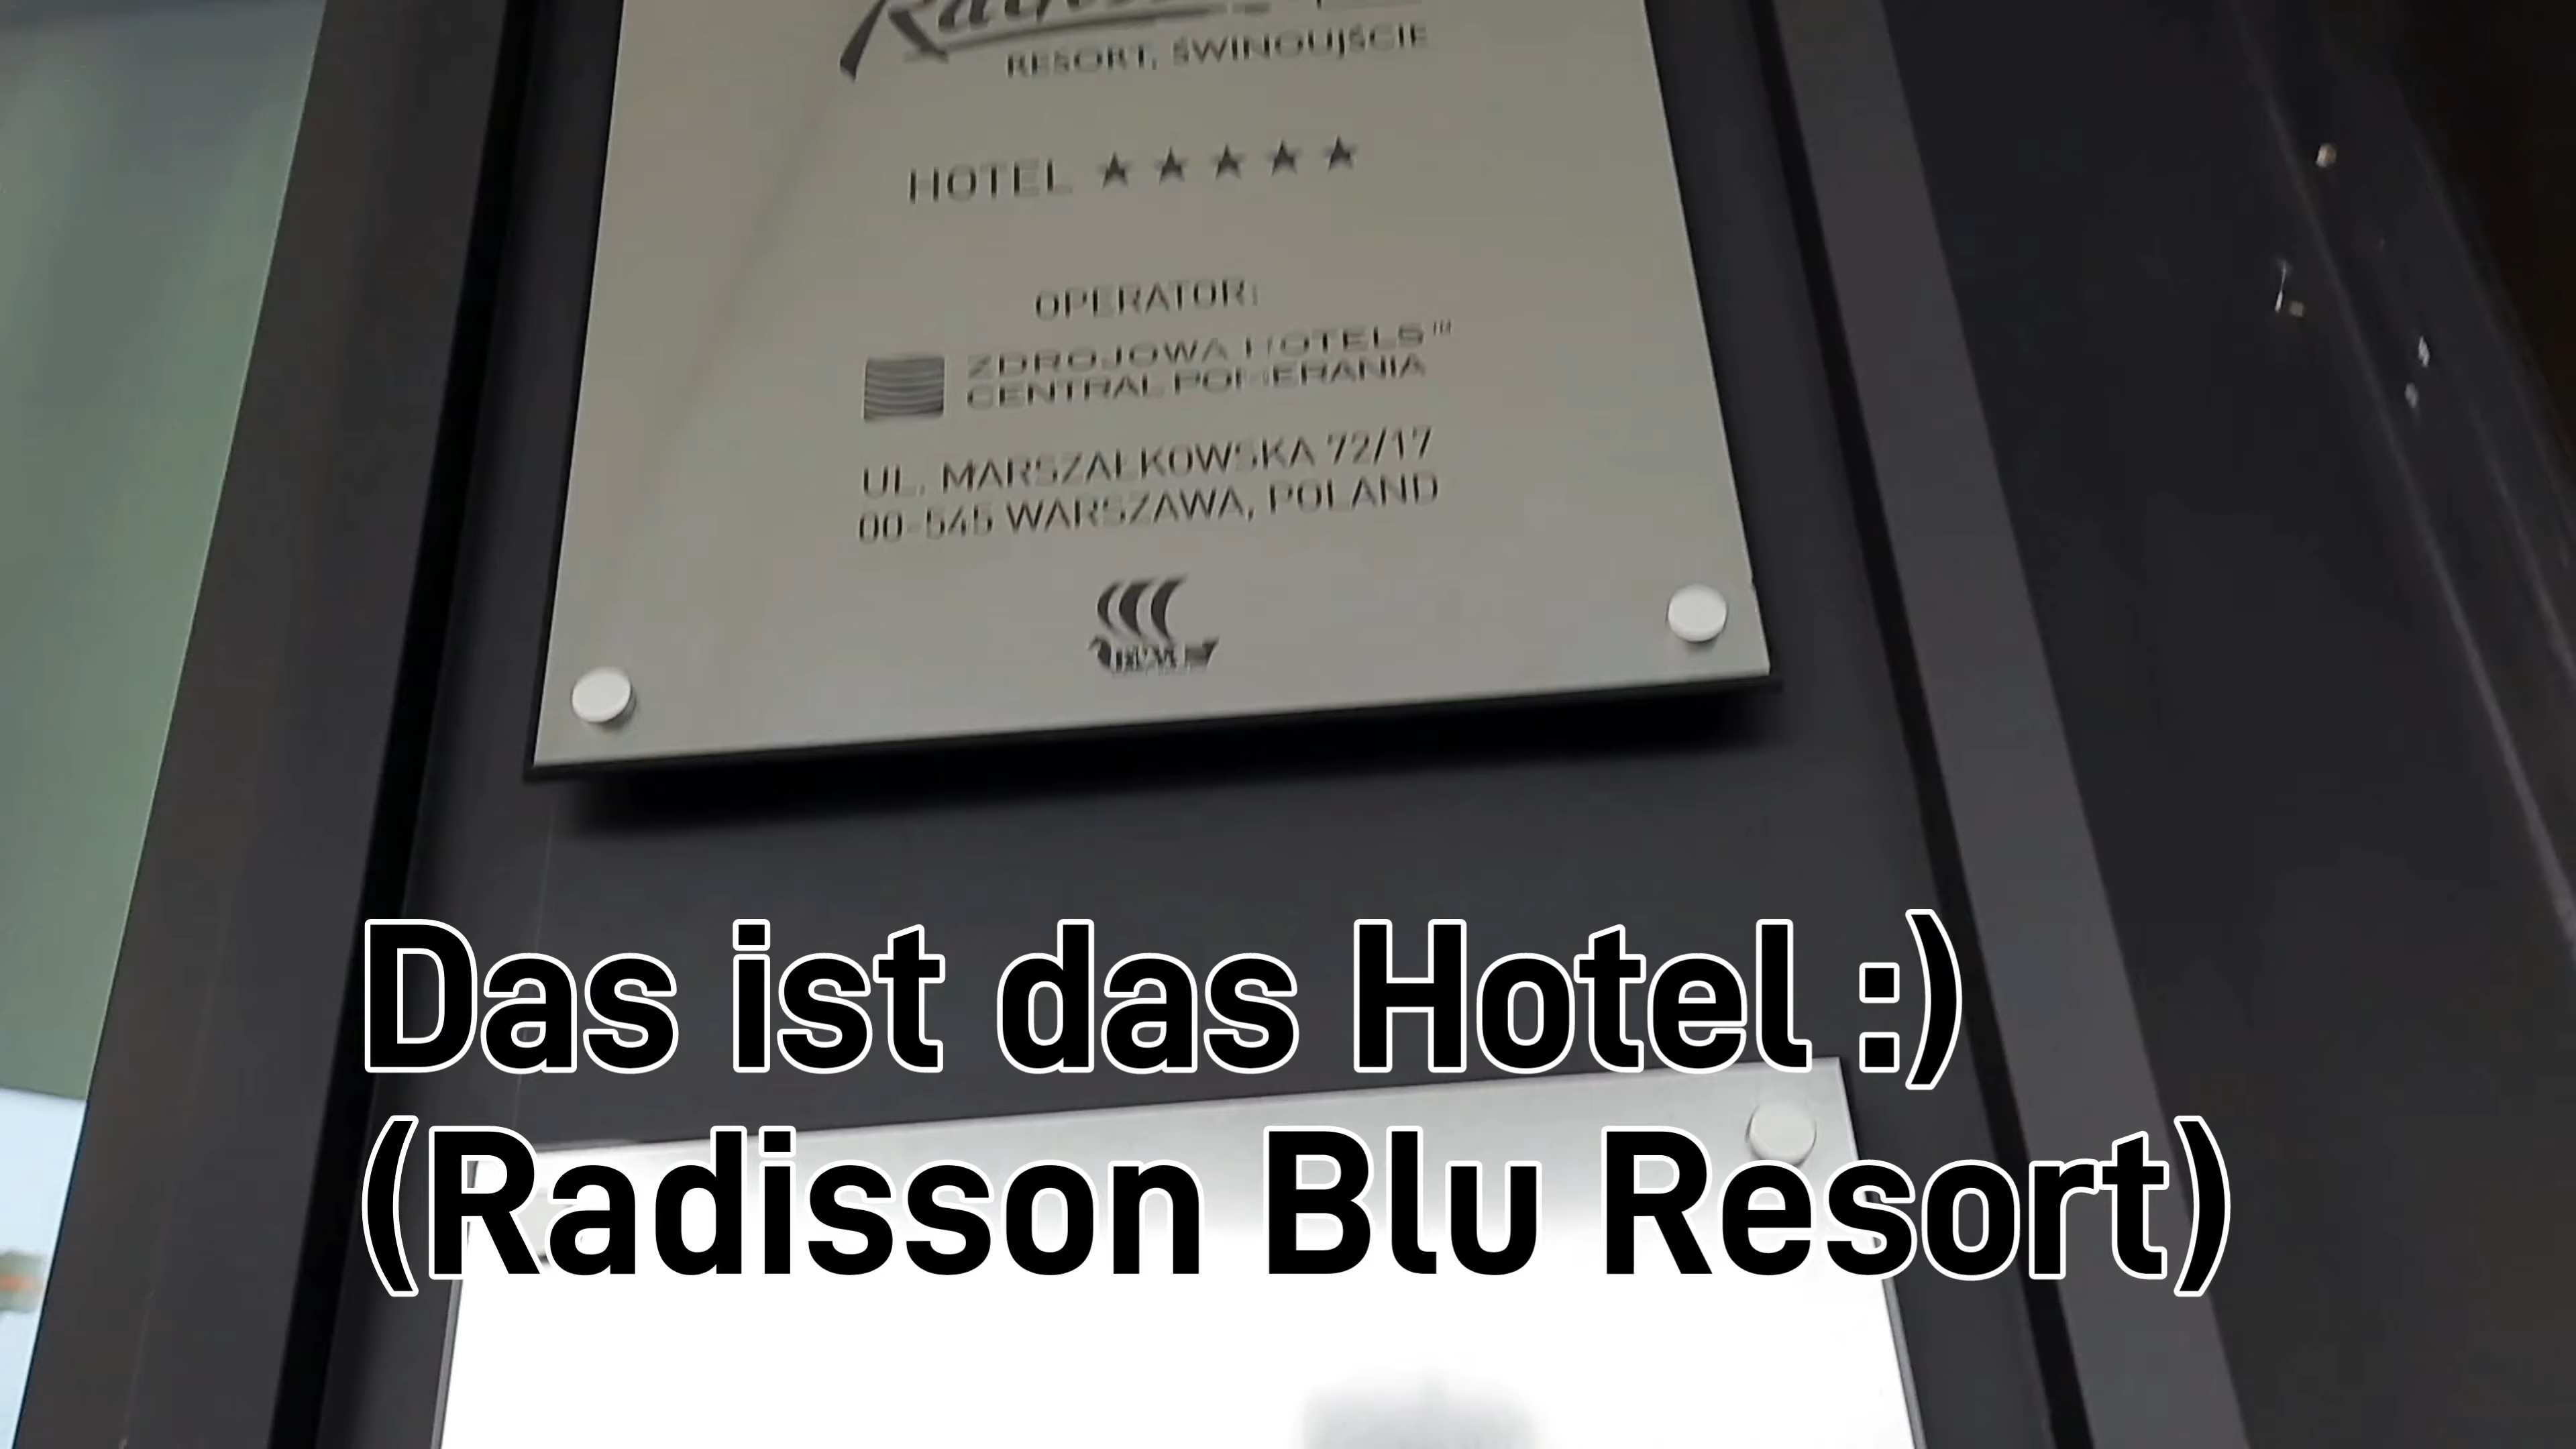 RESORT, ŚWINOUJŚCIE
HOTEL ★★★★★
OPERATOR:
ZDROJOWA HOTELS™
CENTRAL POMERANIA
UL. MARSZAŁKOWSKA 72/17
00-545 WARSZAWA, POLAND
Das ist das Hotel :)
(Radisson Blu Resort)